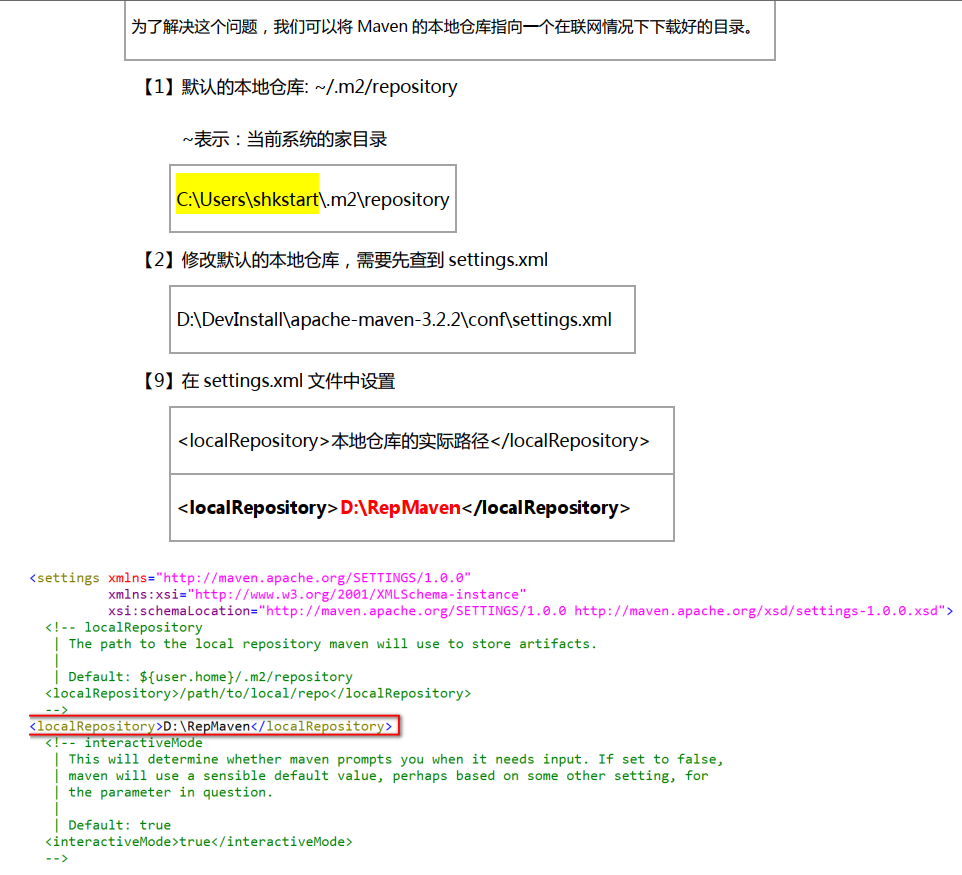 为了解决这个问题，我们可以将 Maven 的本地仓库指向一个在联网情况下下载好的目录。
【1】默认的本地仓库: ~/.m2/repository
~表示：当前系统的家目录
C:\Users\shkstart\.m2\repository
【2】修改默认的本地仓库，需要先查到 settings.xml
D:\DevInstall\apache-maven-3.2.2\conf\settings.xml
【9】在 settings.xml 文件中设置
<localRepository>本地仓库的实际路径</localRepository>
<localRepository>D:\RepMaven</localRepository>
<settings xmlns="http://maven.apache.org/SETTINGS/1.0.0"
xmlns:xsi="http://www.w3.org/2001/XMLSchema-instance"
xsi:schemaLocation="http://maven.apache.org/SETTINGS/1.0.0 http://maven.apache.org/xsd/settings-1.0.0.xsd">
<!-- localRepository
| The path to the local repository maven will use to store artifacts.
|
| Default: ${user.home}/.m2/repository
<localRepository>/path/to/local/repo</localRepository>
-->
<localRepository>D:\RepMaven</localRepository>
<!-- interactiveMode
| This will determine whether maven prompts you when it needs input. If set to false,
| maven will use a sensible default value, perhaps based on some other setting, for
| the parameter in question.
|
| Default: true
<interactiveMode>true</interactiveMode>
-->